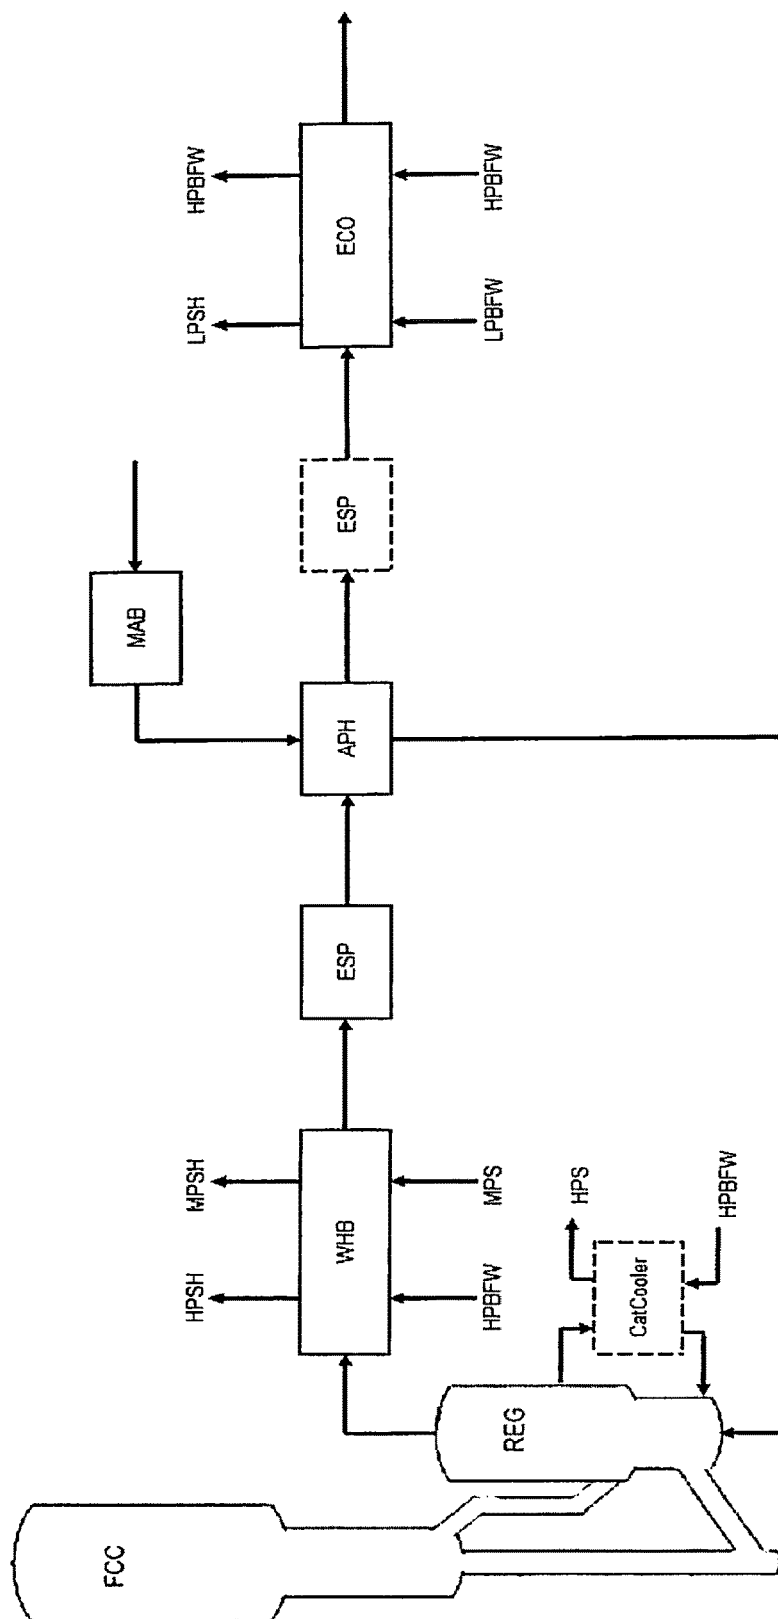 FCC
REG
CatCooler
HPS
HPBFW
WHB
HPSH
MPSH
HPBFW
MPS
ESP
APH
MAB
ESP
ECO
LPSH
HPBFW
LPBFW
HPBFW